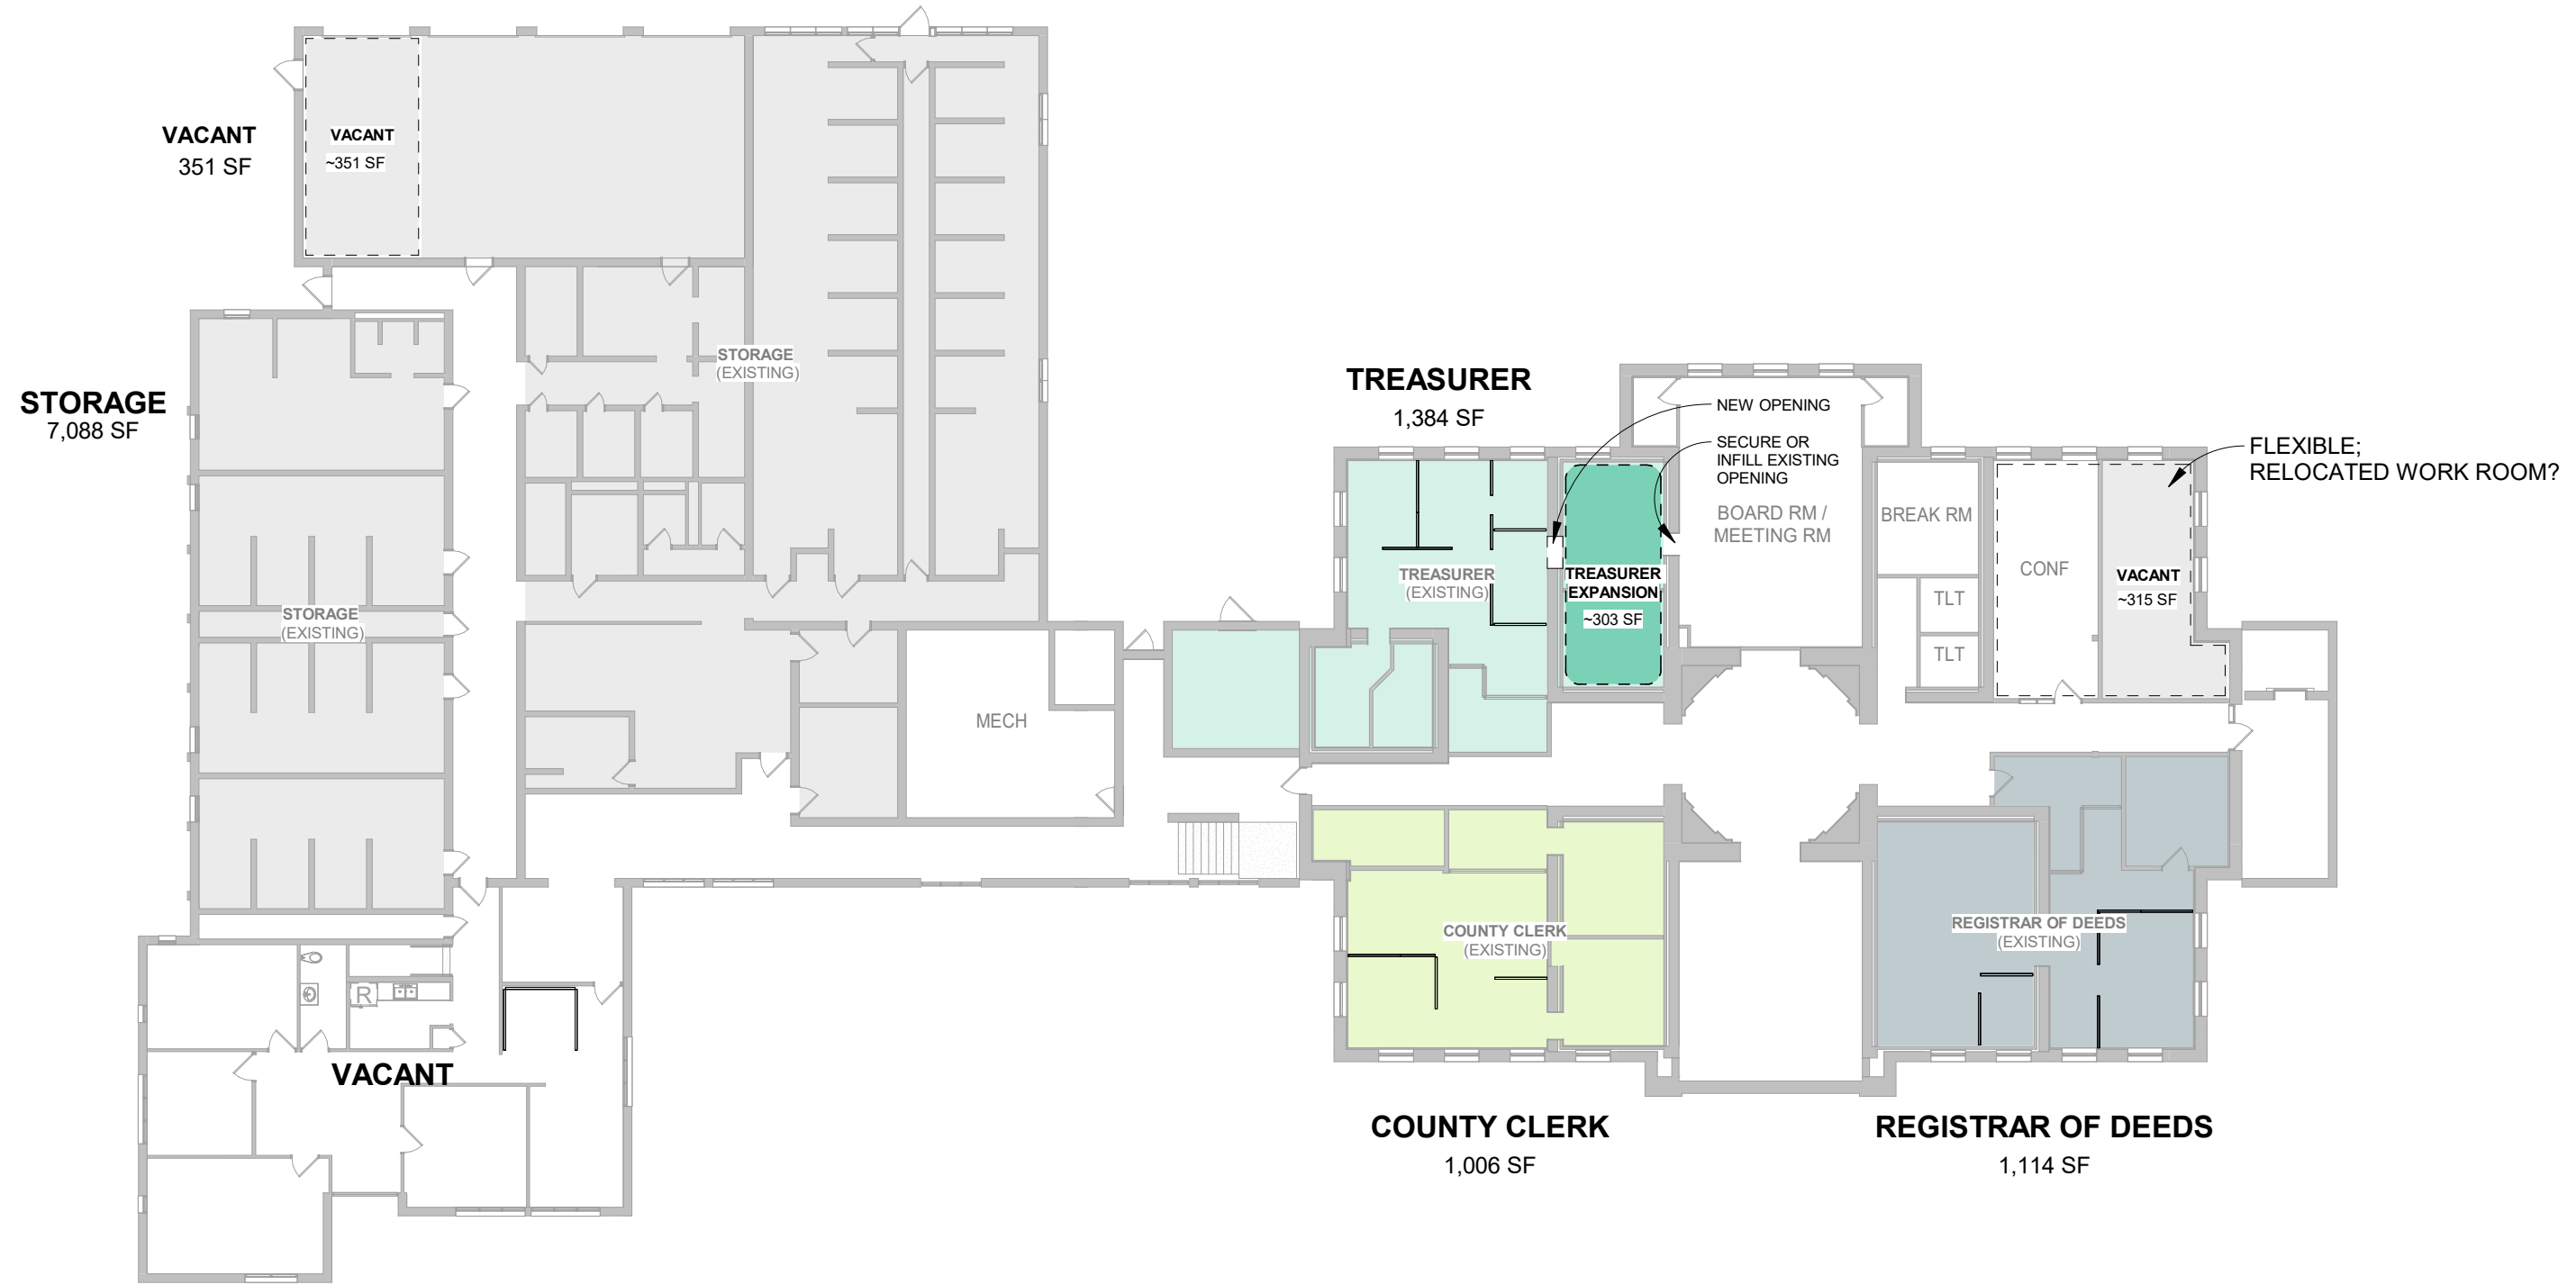 VACANT
351 SF
VACANT
~351 SF
STORAGE
7,088 SF
STORAGE
(EXISTING)
STORAGE
(EXISTING)
MECH
R
VACANT
TREASURER
1,384 SF
NEW OPENING
SECURE OR
INFILL EXISTING
OPENING
TREASURER
(EXISTING)
TREASURER
EXPANSION
~303 SF
BOARD RM /
MEETING RM
BREAK RM
TLT
TLT
CONF
VACANT
~315 SF
FLEXIBLE;
RELOCATED WORK ROOM?
COUNTY CLERK
(EXISTING)
REGISTRAR OF DEEDS
(EXISTING)
COUNTY CLERK
1,006 SF
REGISTRAR OF DEEDS
1,114 SF